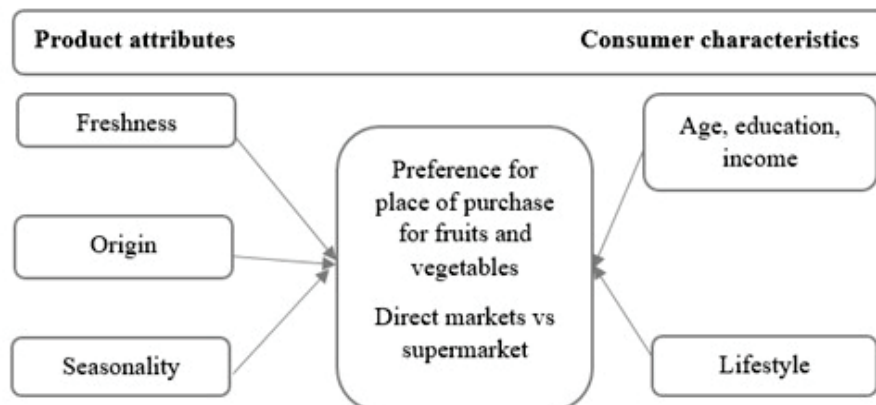 Product attributes
Consumer characteristics
Freshness
Origin
Seasonality
Preference for
place of purchase
for fruits and
vegetables
Direct markets vs
supermarket
Age, education,
income
Lifestyle